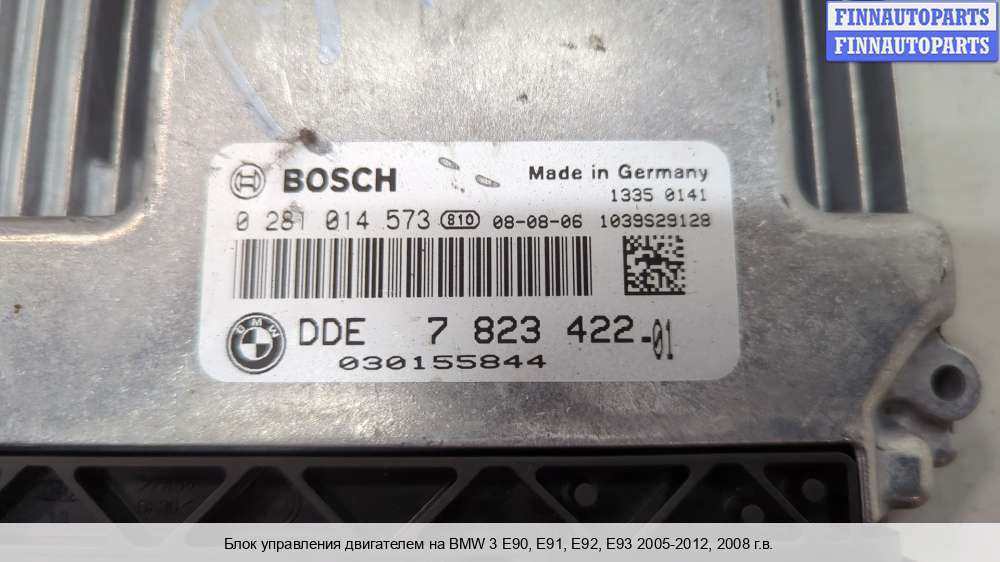 FINNAUTOPARTS
FINNAUTOPARTS
BOSCH
Made in Germany
1335 0141
0 281 014 573 810 08-08-06 1039S29128
BMW
DDE 7 823 422-01
030155844
Блок управления двигателем на BMW 3 E90, E91, E92, E93 2005-2012, 2008 г.в.